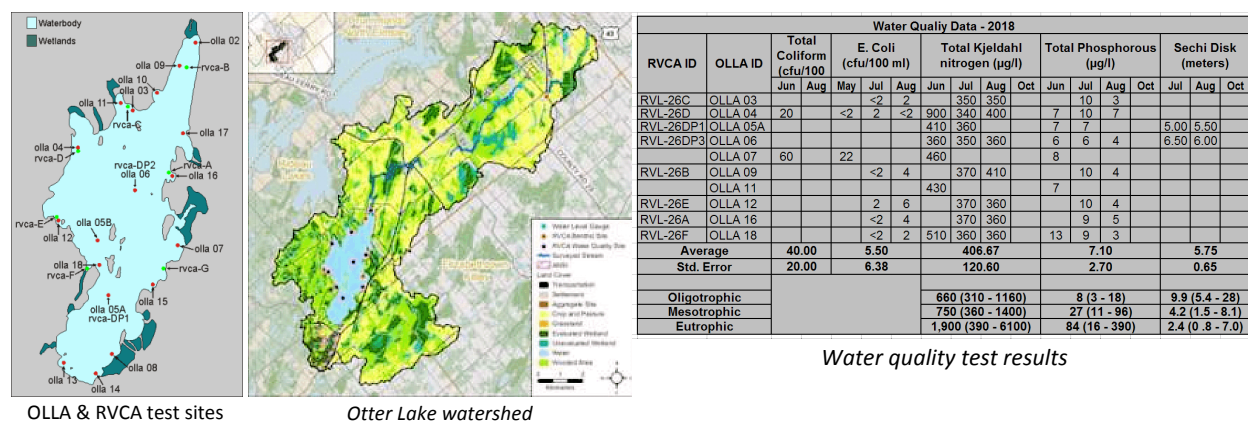 Waterbody
Wetlands
olla 02
olla 09
rvca-B
olla 10
olla 03
olla 11
rvca-C
olla 17
olla 04
rvca-D
rvca-DP2
olla 06
rvca-A
olla 16
rvca-E
olla 12
olla 05B
olla 07
olla 18
rvca-F
rvca-G
olla 15
olla 05A
rvca-DP1
olla 08
olla 13
olla 14
OLLA & RVCA test sites
43
Water Level Gauge
RVCA Water Quality Site
Surveyed Stream
Land Cover
Transportation
Settlement
Aggregate Site
Crop and Pasture
Grassland
Evaluated Wetland
Unevaluated Wetland
Water
Wooded Area
Kilometers
Otter Lake watershed
Water Qualiy Data - 2018
RVCA ID OLLA ID Total Coliform (cfu/100 E. Coli (cfu/100 ml) Total Kjeldahl nitrogen (µg/l) Total Phosphorous (µg/l) Sechi Disk (meters)
Jun Aug May Jul Aug Jun Jul Aug Oct Jun Jul Aug Oct Jul Aug Oct
RVL-26C OLLA 03 <2 2 350 350 10 3
RVL-26D OLLA 04 20 <2 2 <2 900 340 400 7 10 7
RVL-26DP1 OLLA 05A 410 360 7 7 5.00 5.50
RVL-26DP3 OLLA 06 360 350 360 6 6 4 6.50 6.00
OLLA 07 60 22 460 8
RVL-26B OLLA 09 <2 4 370 410 10 4
OLLA 11 430 7
RVL-26E OLLA 12 2 6 370 360 10 4
RVL-26A OLLA 16 <2 4 370 360 9 5
RVL-26F OLLA 18 <2 2 510 360 360 13 9 3
Average 40.00 5.50 406.67 7.10 5.75
Std. Error 20.00 6.38 120.60 2.70 0.65
Oligotrophic 660 (310 - 1160) 8 (3 - 18) 9.9 (5.4 - 28)
Mesotrophic 750 (360 - 1400) 27 (11 - 96) 4.2 (1.5 - 8.1)
Eutrophic 1,900 (390 - 6100) 84 (16 - 390) 2.4 (0 .8 - 7.0)
Water quality test results